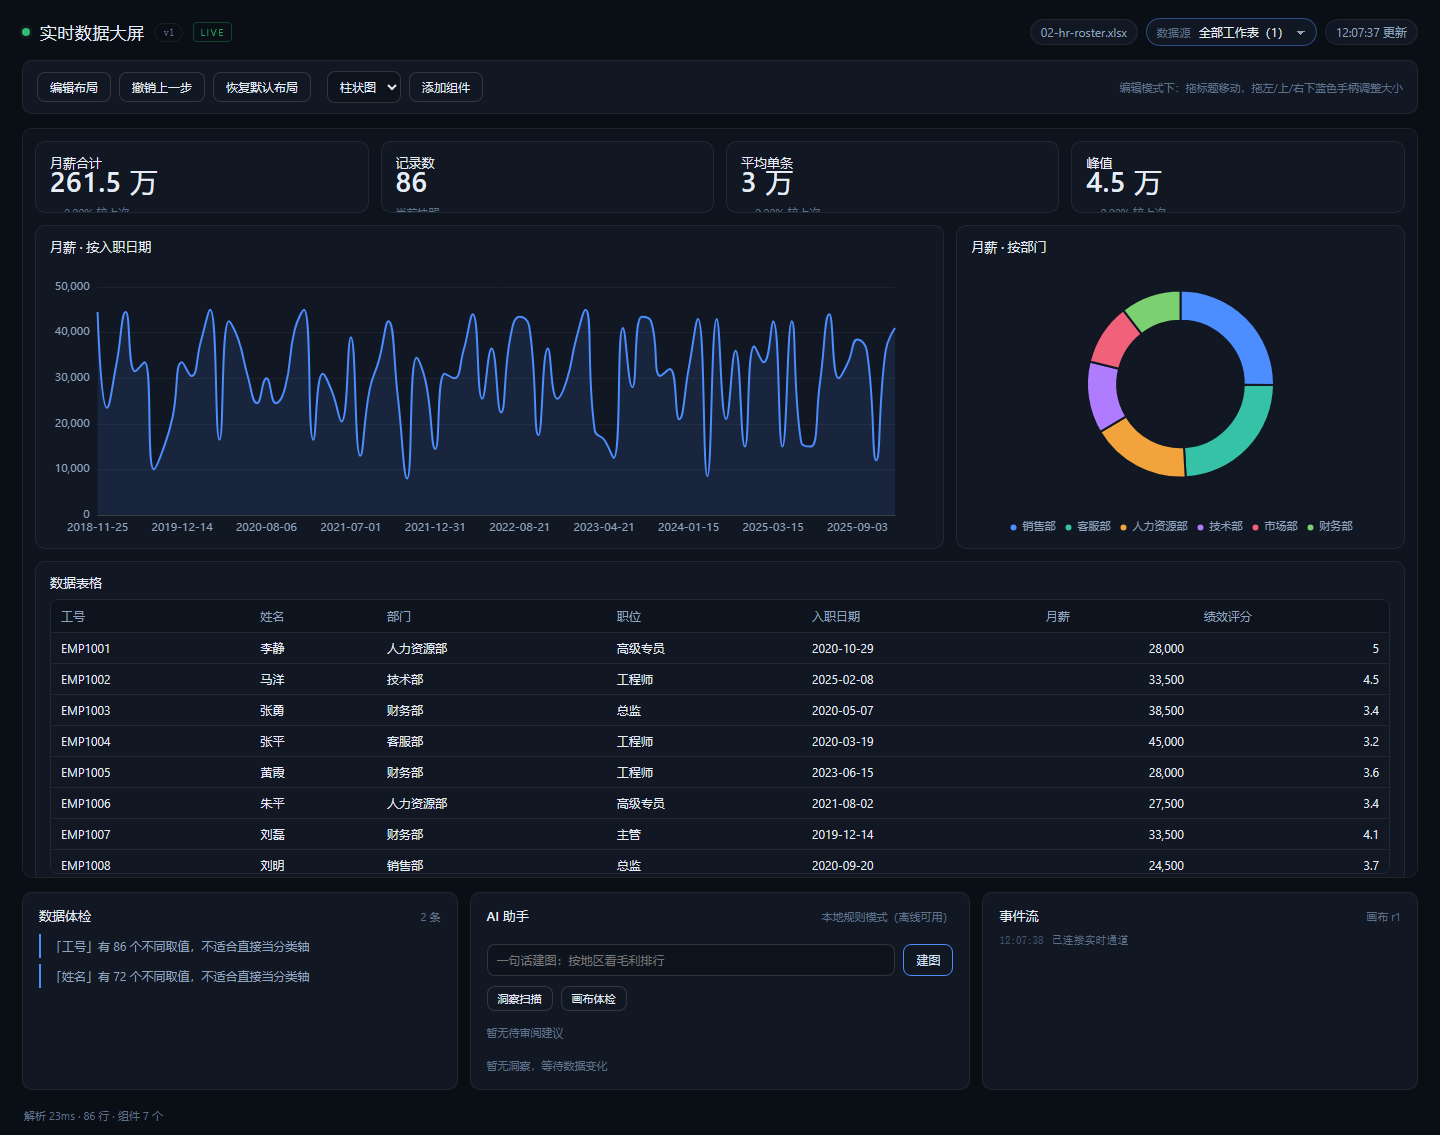 实时数据大屏 v1 LIVE 02-hr-roster.xlsx 数据源 全部工作表（1） 12:07:37 更新
编辑布局 撤销上一步 恢复默认布局 柱状图 添加组件 编辑模式下：拖标题移动，拖左/上/右下蓝色手柄调整大小
月薪合计
261.5 万
记录数
86
平均单条
3 万
峰值
4.5 万
月薪 · 按入职日期
50,000
40,000
30,000
20,000
10,000
0
2018-11-25 2019-12-14 2020-08-06 2021-07-01 2021-12-31 2022-08-21 2023-04-21 2024-01-15 2025-03-15 2025-09-03
月薪 · 按部门
销售部 客服部 人力资源部 技术部 市场部 财务部
数据表格
工号 姓名 部门 职位 入职日期 月薪 绩效评分
EMP1001 李静 人力资源部 高级专员 2020-10-29 28,000 5
EMP1002 马洋 技术部 工程师 2025-02-08 33,500 4.5
EMP1003 张勇 财务部 总监 2020-05-07 38,500 3.4
EMP1004 张平 客服部 工程师 2020-03-19 45,000 3.2
EMP1005 黄霞 财务部 工程师 2023-06-15 28,000 3.6
EMP1006 朱平 人力资源部 高级专员 2021-08-02 27,500 3.4
EMP1007 刘磊 财务部 主管 2019-12-14 33,500 4.1
EMP1008 刘明 销售部 总监 2020-09-20 24,500 3.7
数据体检 2 条
「工号」有 86 个不同取值，不适合直接当分类轴
「姓名」有 72 个不同取值，不适合直接当分类轴
AI 助手 本地规则模式（离线可用）
一句话建图：按地区看毛利排行 建图
洞察扫描 画布体检
暂无待审阅建议
暂无洞察，等待数据变化
事件流 画布 r1
12:07:38 已连接实时通道
解析 23ms · 86 行 · 组件 7 个